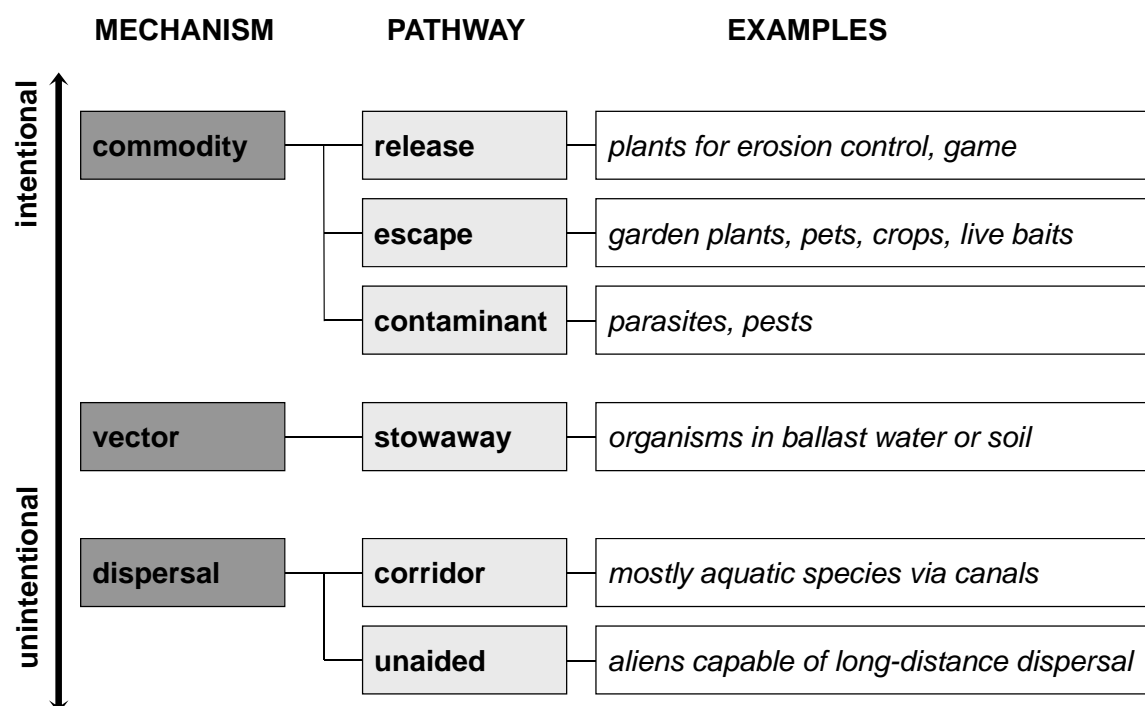 MECHANISM PATHWAY EXAMPLES
intentional
commodity release plants for erosion control, game
escape garden plants, pets, crops, live baits
contaminant parasites, pests
vector stowaway organisms in ballast water or soil
unintentional
dispersal corridor mostly aquatic species via canals
unaided aliens capable of long-distance dispersal